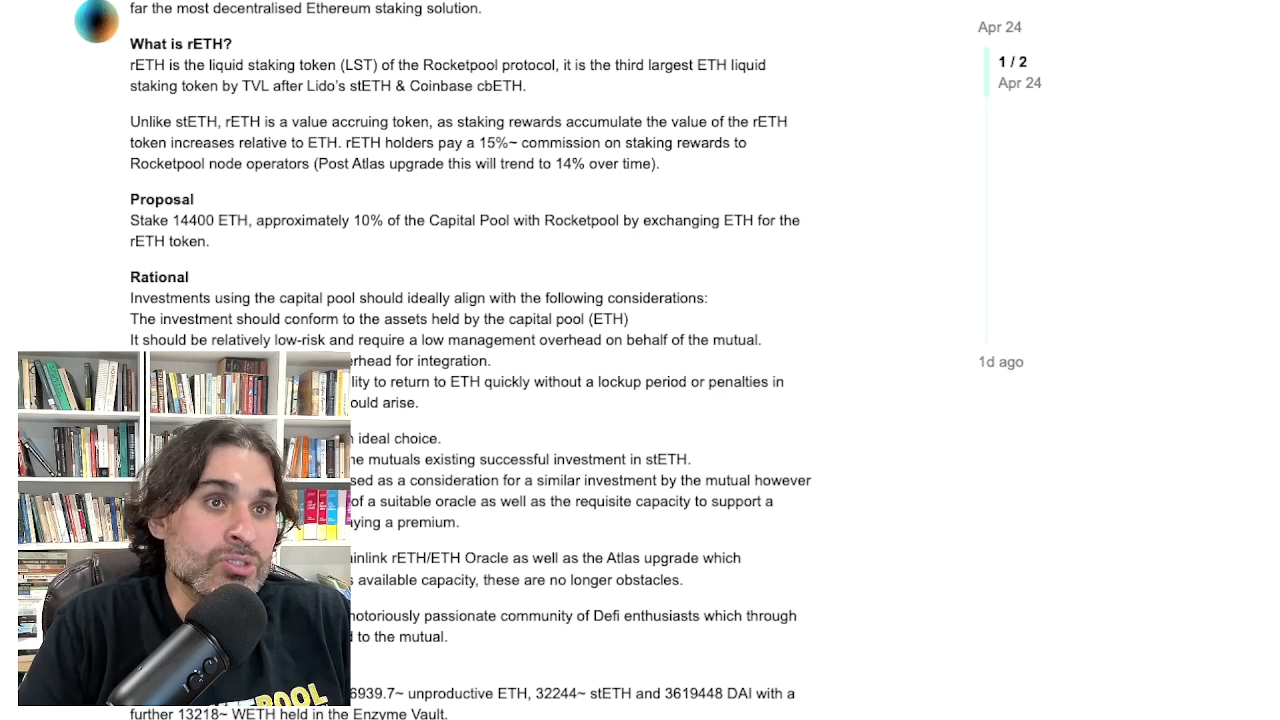 far the most decentralised Ethereum staking solution.
What is rETH?
rETH is the liquid staking token (LST) of the Rocketpool protocol, it is the third largest ETH liquid
staking token by TVL after Lido's stETH & Coinbase cbETH.
Unlike stETH, rETH is a value accruing token, as staking rewards accumulate the value of the rETH
token increases relative to ETH. rETH holders pay a 15%~ commission on staking rewards to
Rocketpool node operators (Post Atlas upgrade this will trend to 14% over time).
Proposal
Stake 14400 ETH, approximately 10% of the Capital Pool with Rocketpool by exchanging ETH for the
rETH token.
Rational
Investments using the capital pool should ideally align with the following considerations:
The investment should conform to the assets held by the capital pool (ETH)
It should be relatively low-risk and require a low management overhead on behalf of the mutual.
rhead for integration.
lity to return to ETH quickly without a lockup period or penalties in
ould arise.
ideal choice.
e mutuals existing successful investment in stETH.
sed as a consideration for a similar investment by the mutual however
of a suitable oracle as well as the requisite capacity to support a
ying a premium.
ainlink rETH/ETH Oracle as well as the Atlas upgrade which
s available capacity, these are no longer obstacles.
notoriously passionate community of Defi enthusiasts which through
d to the mutual.
6939.7~ unproductive ETH, 32244~ stETH and 3619448 DAI with a
further 13218~ WETH held in the Enzyme Vault.
Apr 24
1 / 2
Apr 24
1d ago